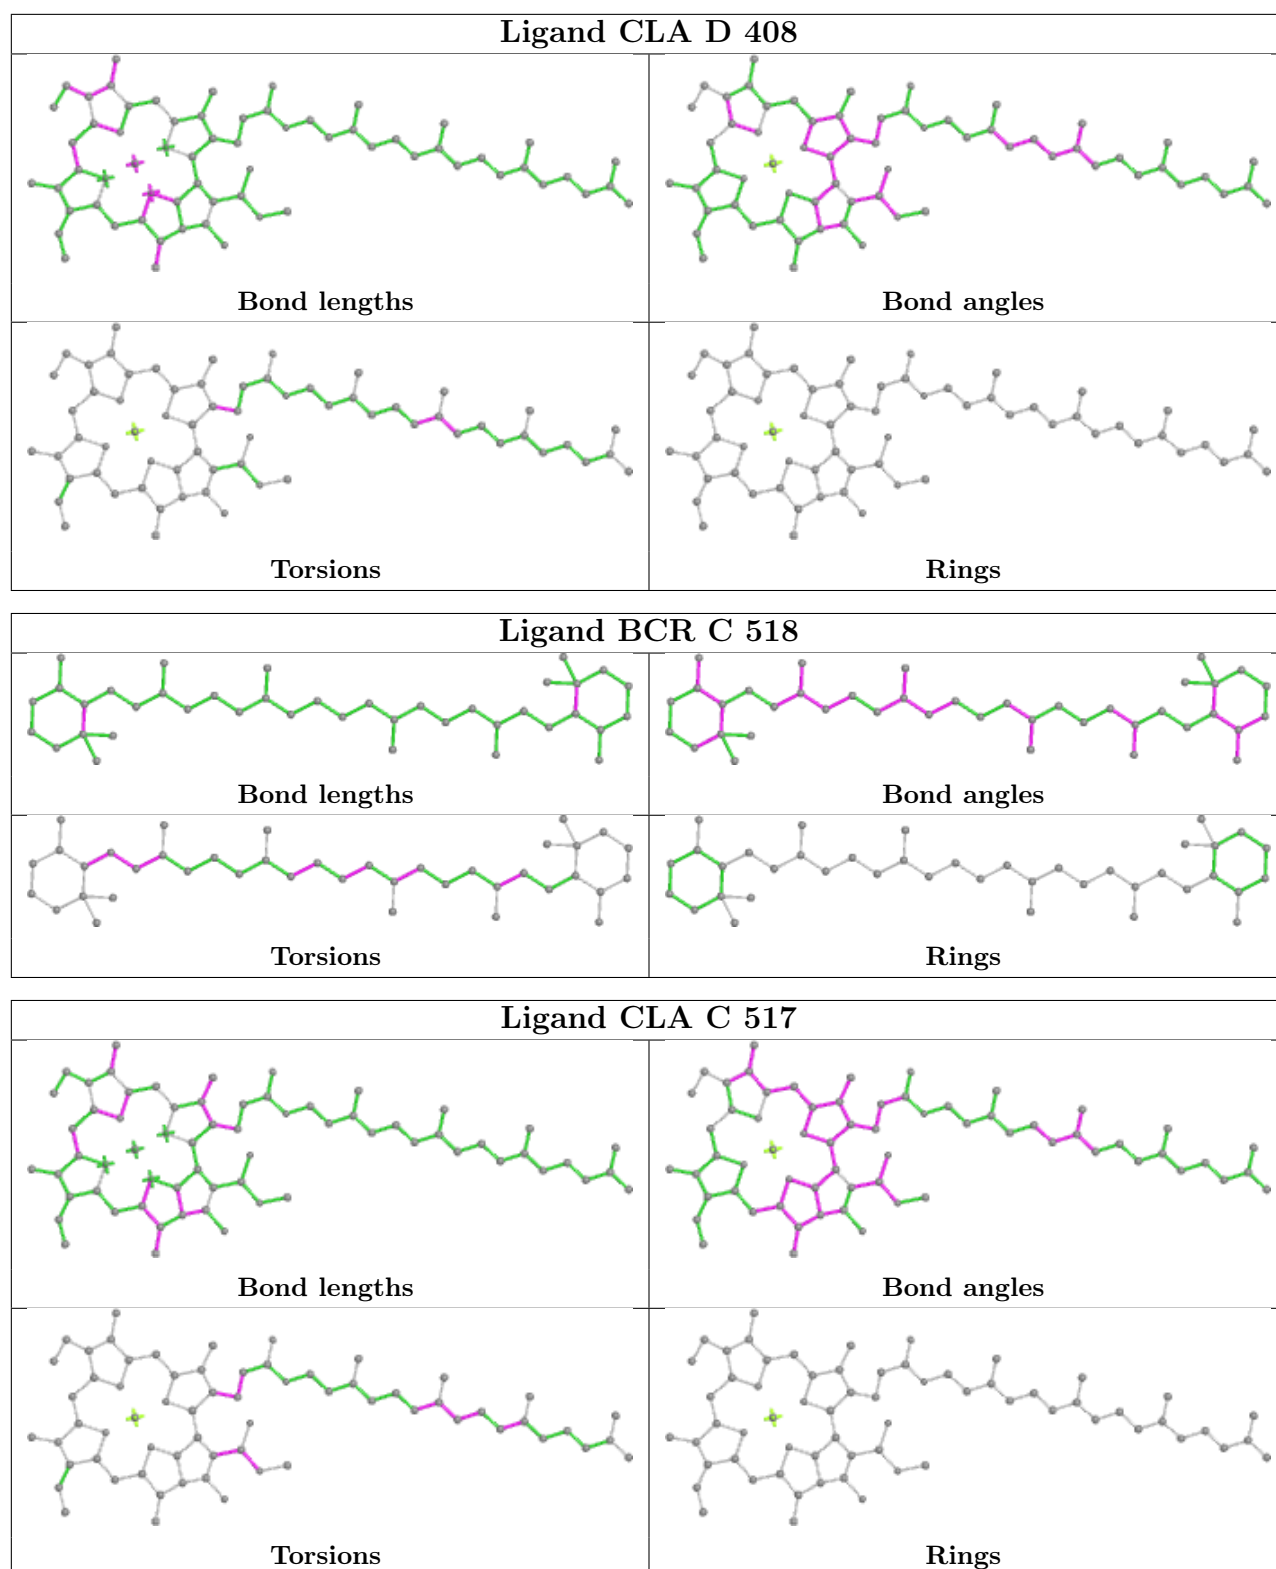 Ligand CLA D 408
Bond lengths
Bond angles
Torsions
Rings
Ligand BCR C 518
Bond lengths
Bond angles
Torsions
Rings
Ligand CLA C 517
Bond lengths
Bond angles
Torsions
Rings